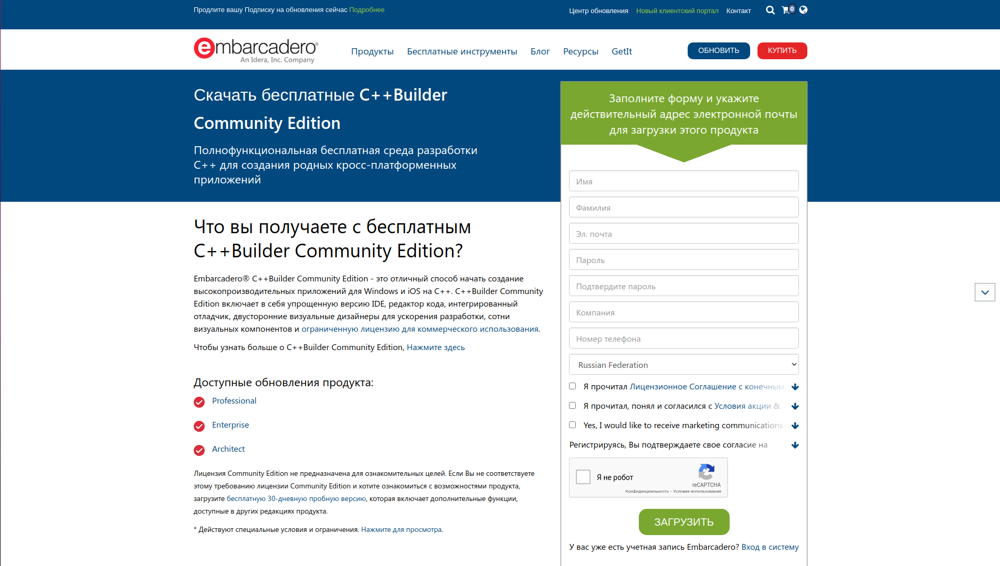 Продлите вашу Подписку на обновления сейчас Подробнее
Центр обновления Новый клиентский портал Контакт 0
embarcadero®
An Idera, Inc. Company
Продукты Бесплатные инструменты Блог Ресурсы GetIt
ОБНОВИТЬ КУПИТЬ
Скачать бесплатные C++Builder
Community Edition
Полнофункциональная бесплатная среда разработки
C++ для создания родных кросс-платформенных
приложений
Что вы получаете с бесплатным
C++Builder Community Edition?
Embarcadero® C++Builder Community Edition - это отличный способ начать создание
высокопроизводительных приложений для Windows и iOS на C++. C++Builder Community
Edition включает в себя упрощенную версию IDE, редактор кода, интегрированный
отладчик, двусторонние визуальные дизайнеры для ускорения разработки, сотни
визуальных компонентов и ограниченную лицензию для коммерческого использования.
Чтобы узнать больше о C++Builder Community Edition, Нажмите здесь
Доступные обновления продукта:
Professional
Enterprise
Architect
Лицензия Community Edition не предназначена для ознакомительных целей. Если Вы не соответствуете
этому требованию лицензии Community Edition и хотите ознакомиться с возможностями продукта,
загрузите бесплатную 30-дневную пробную версию, которая включает дополнительные функции,
доступные в других редакциях продукта.
* Действуют специальные условия и ограничения. Нажмите для просмотра.
Заполните форму и укажите
действительный адрес электронной почты
для загрузки этого продукта
Имя
Фамилия
Эл. почта
Пароль
Подтвердите пароль
Компания
Номер телефона
Russian Federation
Я прочитал Лицензионное Соглашение с конечным
Я прочитал, понял и согласился с Условия акции &
Yes, I would like to receive marketing communications
Регистрируясь, Вы подтверждаете свое согласие на
Я не робот
reCAPTCHA
Конфиденциальность - Условия использования
ЗАГРУЗИТЬ
У вас уже есть учетная запись Embarcadero? Вход в систему